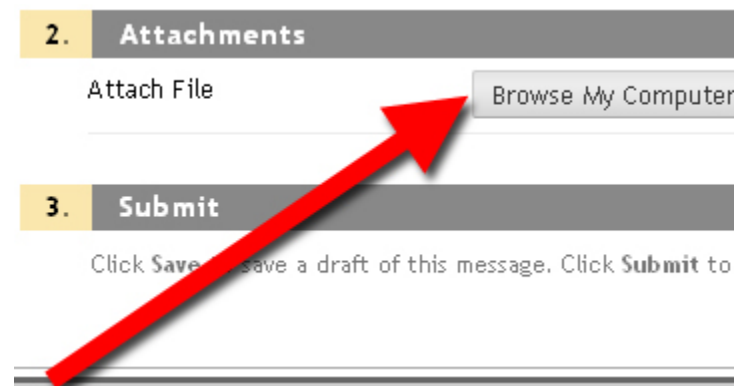 2. Attachments
Attach File Browse My Computer
3. Submit
Click Save save a draft of this message. Click Submit to